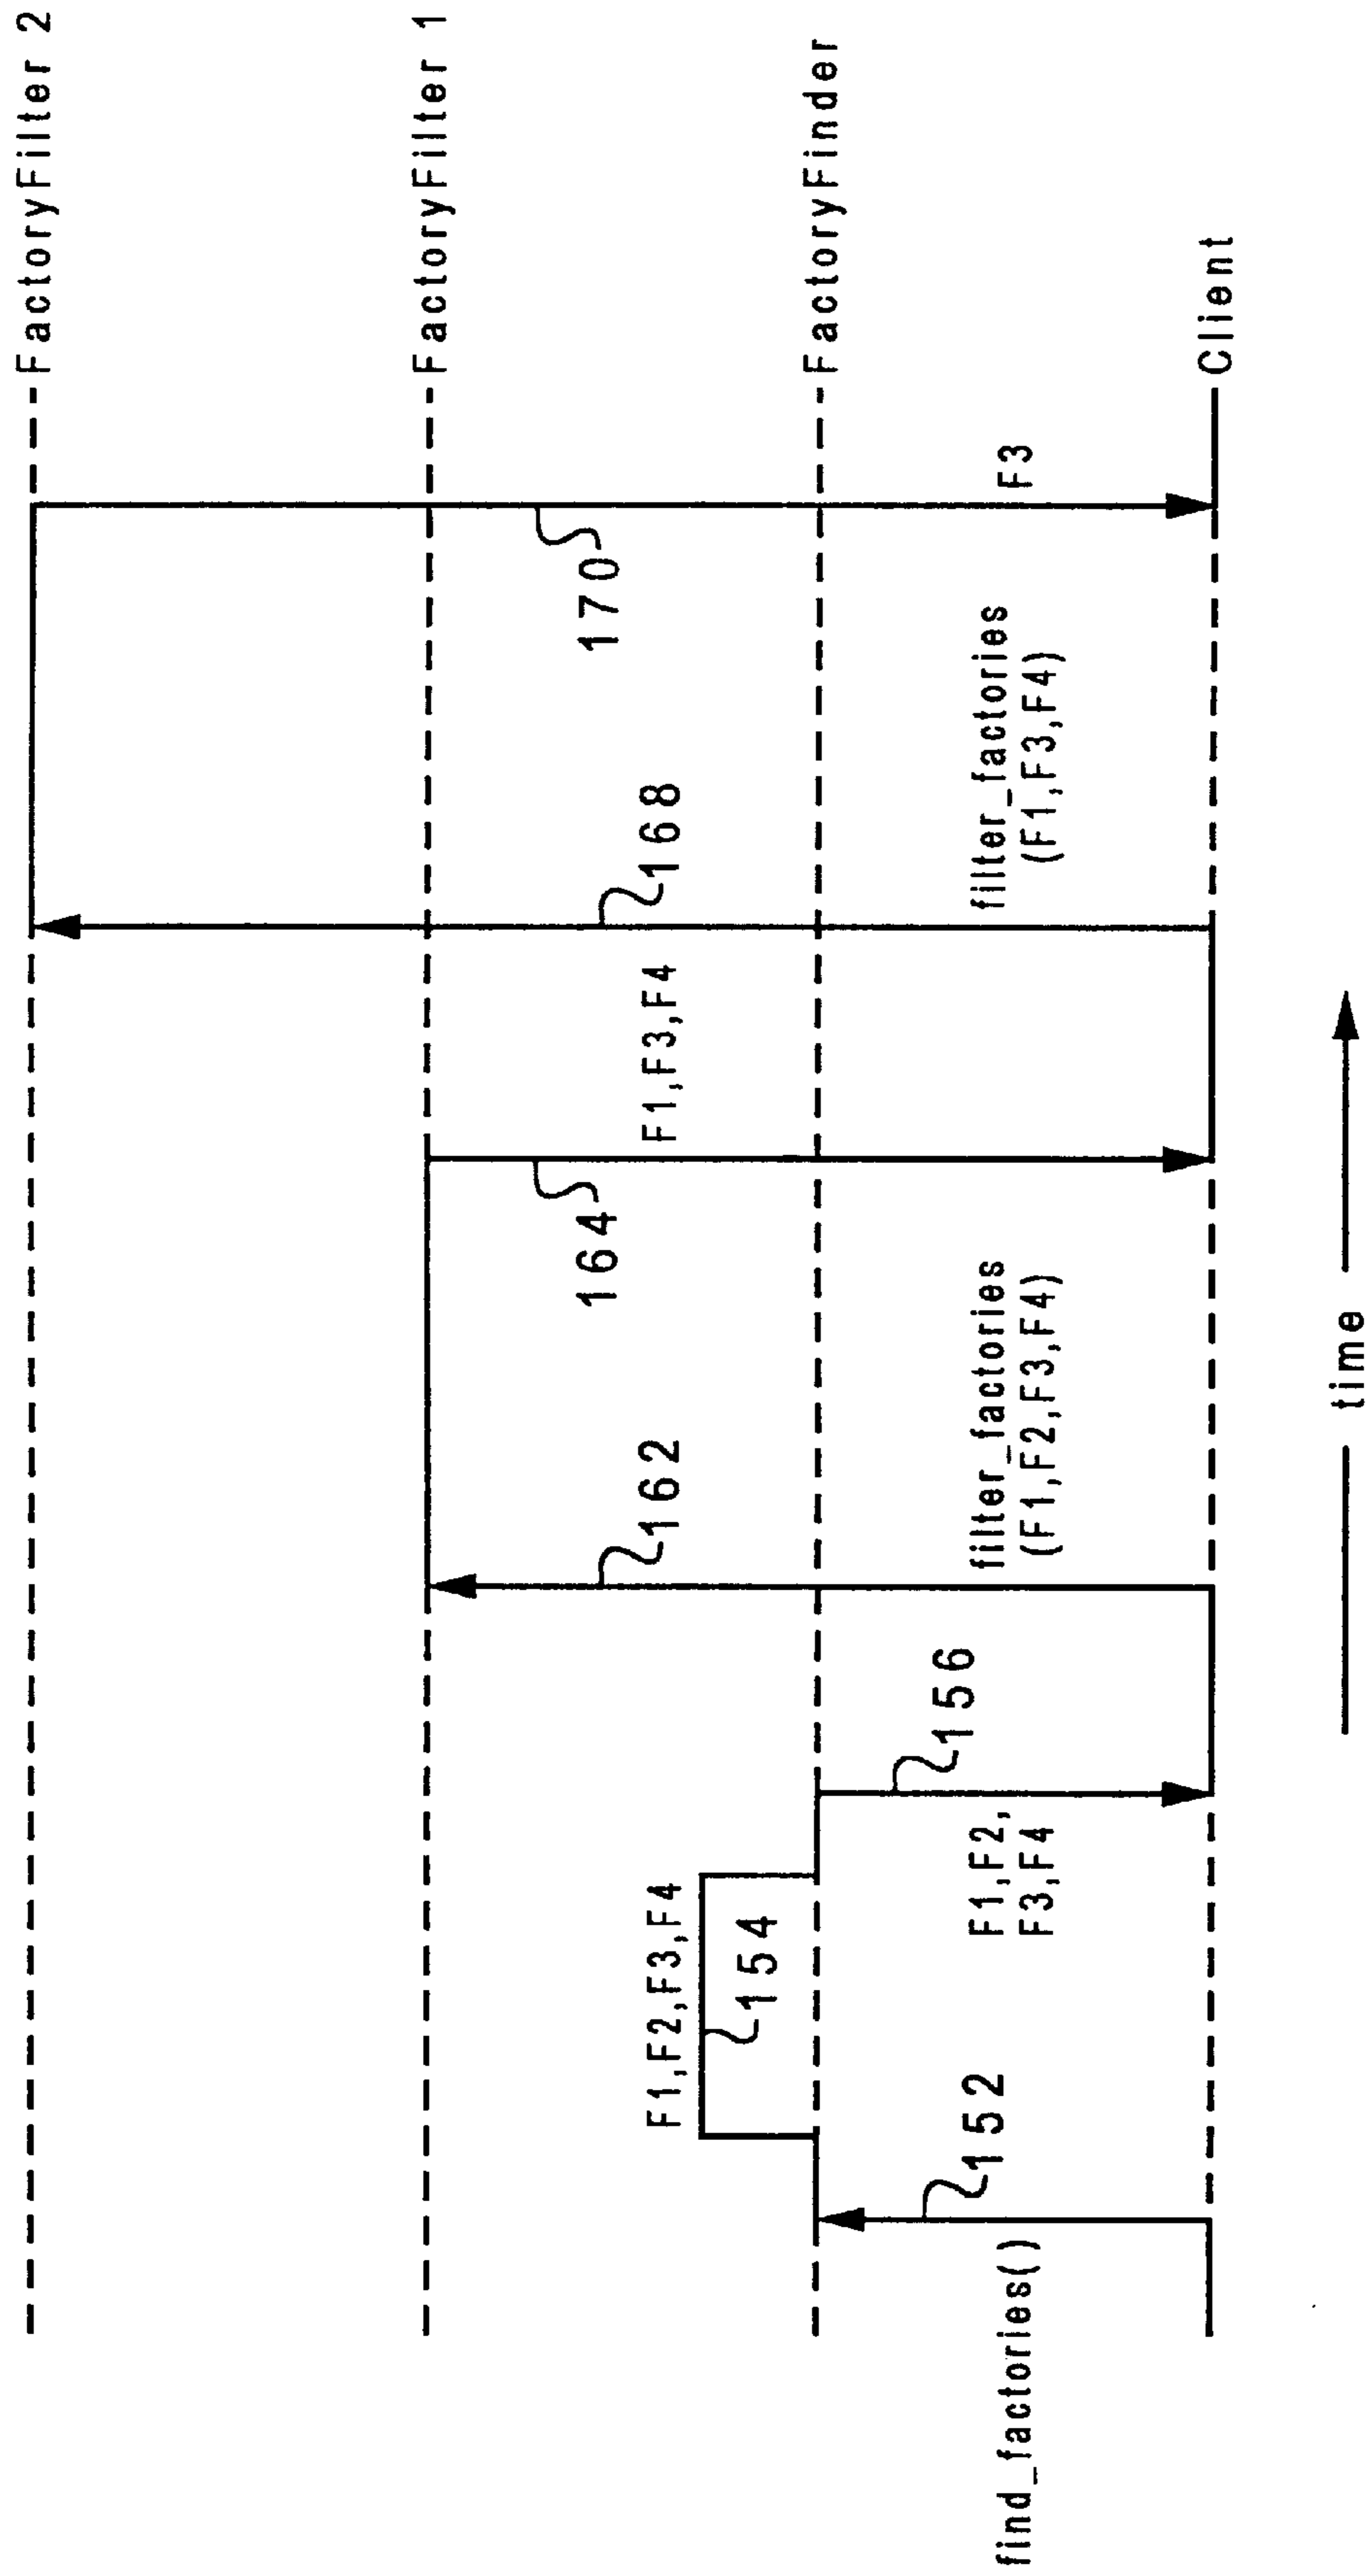 FactoryFilter 2
FactoryFilter 1
FactoryFinder
Client
find_factories()
152
F1,F2,F3,F4
154
F1,F2,
F3,F4
156
162
filter_factories
(F1,F2,F3,F4)
164
F1,F3,F4
168
filter_factories
(F1,F3,F4)
170
F3
time